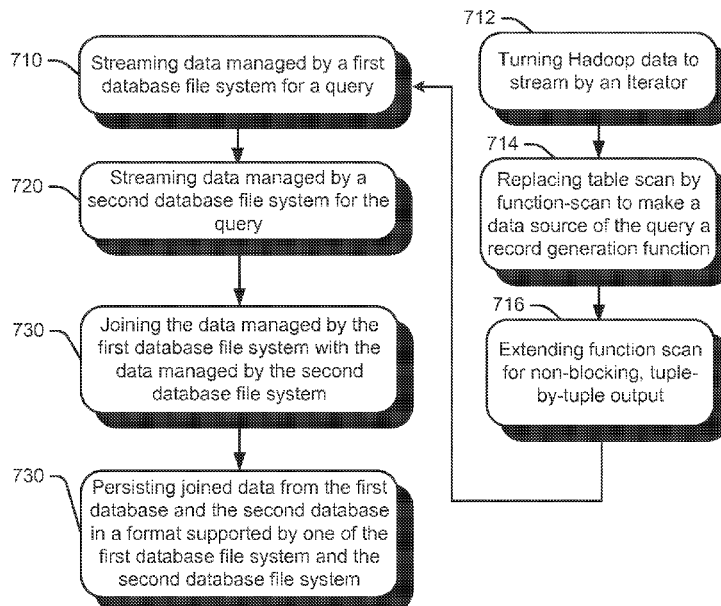 710
Streaming data managed by a first
database file system for a query
720
Streaming data managed by a
second database file system for the
query
730
Joining the data managed by the
first database file system with the
data managed by the second
database file system
730
Persisting joined data from the first
database and the second database
in a format supported by one of the
first database file system and the
second database file system
712
Turning Hadoop data to
stream by an Iterator
714
Replacing table scan by
function-scan to make a
data source of the query a
record generation function
716
Extending function scan
for non-blocking, tuple-
by-tuple output